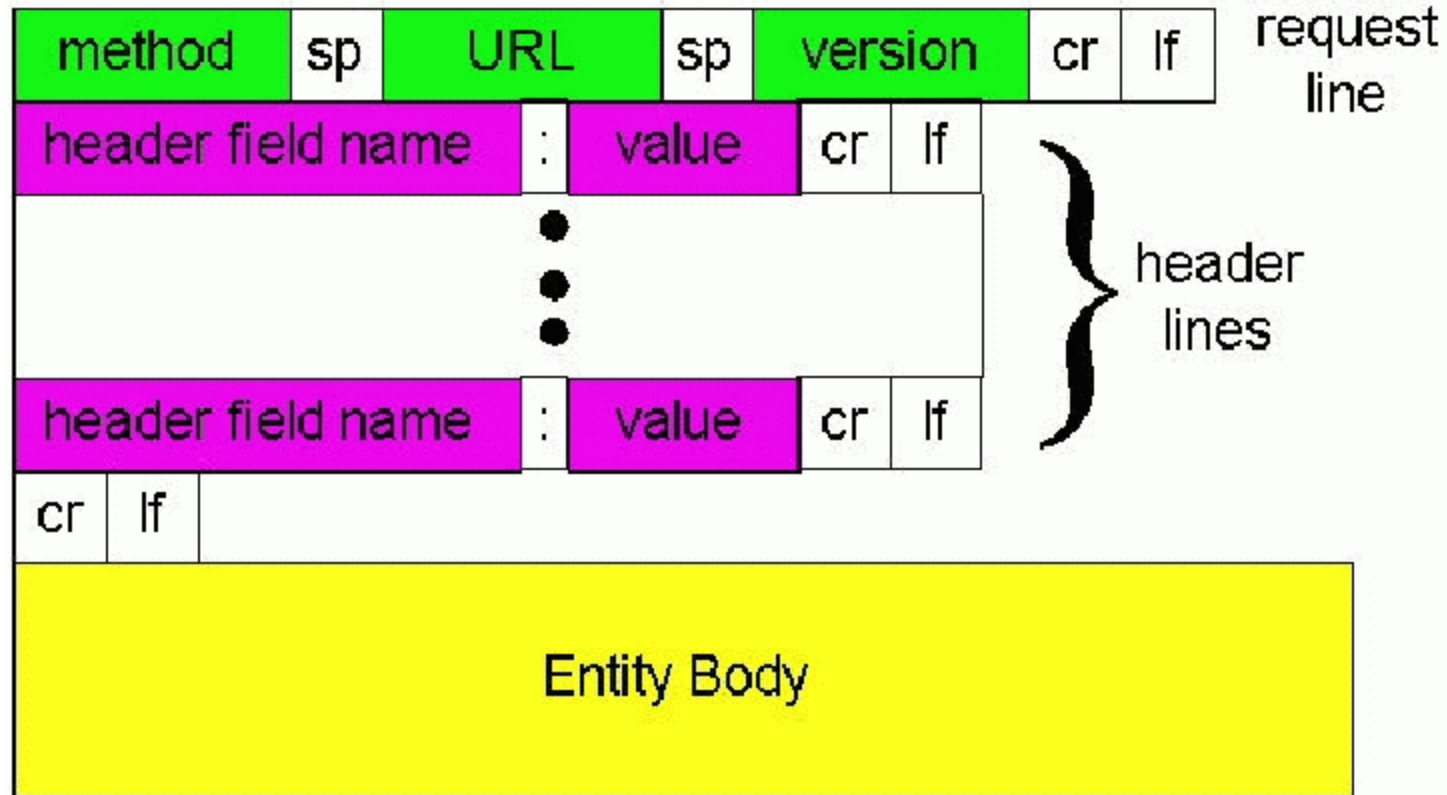 method sp URL sp version cr lf
request
line
header field name : value cr lf
header
lines
header field name : value cr lf
cr lf
Entity Body